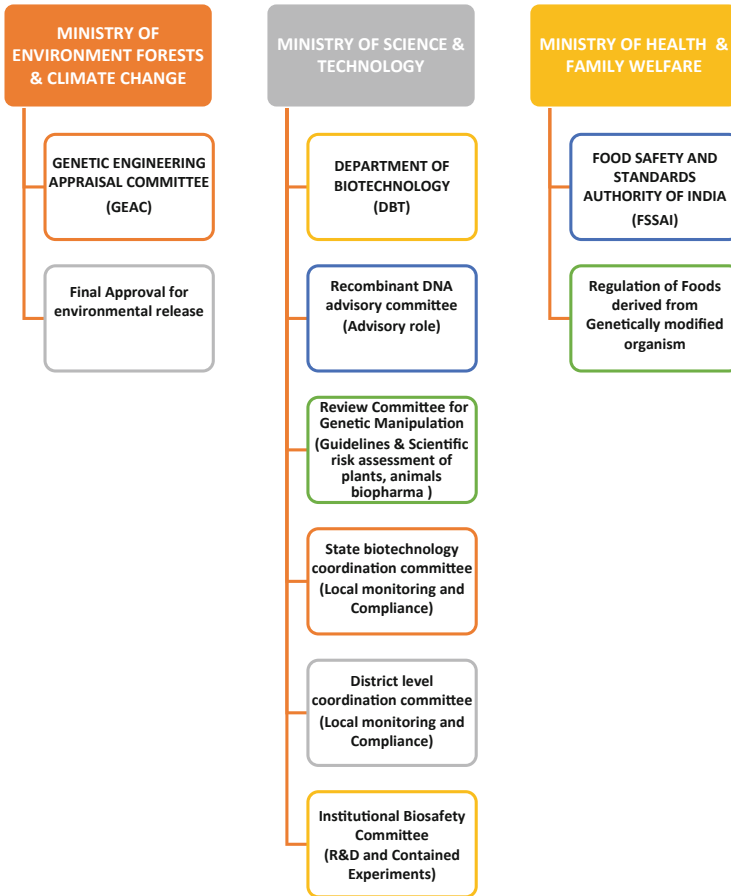 MINISTRY OF
ENVIRONMENT FORESTS
& CLIMATE CHANGE
GENETIC ENGINEERING
APPRAISAL COMMITTEE
(GEAC)
Final Approval for
environmental release
MINISTRY OF SCIENCE &
TECHNOLOGY
DEPARTMENT OF
BIOTECHNOLOGY
(DBT)
Recombinant DNA
advisory committee
(Advisory role)
Review Committee for
Genetic Manipulation
(Guidelines & Scientific
risk assessment of
plants, animals
biopharma )
State biotechnology
coordination committee
(Local monitoring and
Compliance)
District level
coordination committee
(Local monitoring and
Compliance)
Institutional Biosafety
Committee
(R&D and Contained
Experiments)
MINISTRY OF HEALTH &
FAMILY WELFARE
FOOD SAFETY AND
STANDARDS
AUTHORITY OF INDIA
(FSSAI)
Regulation of Foods
derived from
Genetically modified
organism